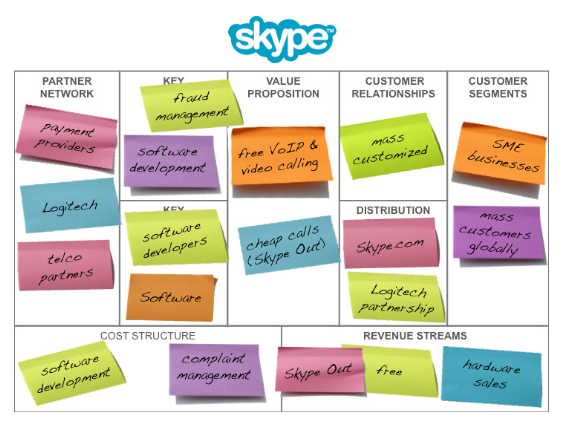 skype™
PARTNER
NETWORK
KEY
VALUE
PROPOSITION
CUSTOMER
RELATIONSHIPS
CUSTOMER
SEGMENTS
payment
providers
Logitech
telco
partners
fraud
management
software
development
KEY
software
developers
Software
free VoIP &
video calling
cheap calls
(Skype Out)
mass
customized
DISTRIBUTION
Skype.com
Logitech
partnership
SME
businesses
mass
customers
globally
COST STRUCTURE
software
development
complaint
management
REVENUE STREAMS
Skype Out
free
hardware
sales